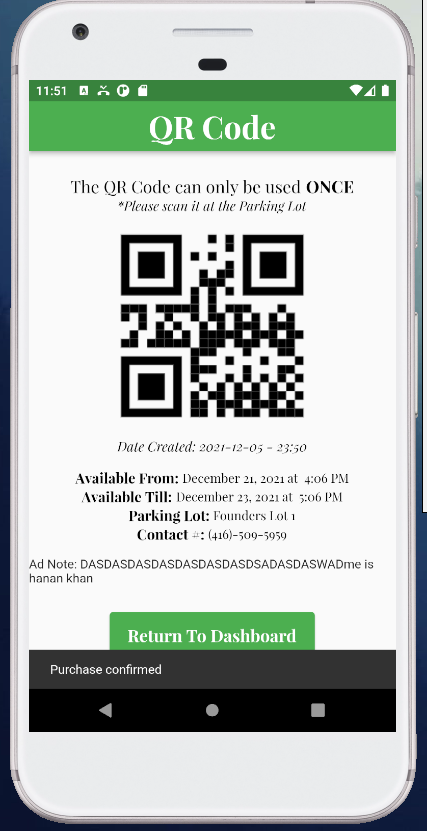 11:51
QR Code
The QR Code can only be used ONCE
*Please scan it at the Parking Lot
Date Created: 2021-12-05 - 23:50
Available From: December 21, 2021 at  4:06 PM
Available Till: December 23, 2021 at  5:06 PM
Parking Lot: Founders Lot 1
Contact #: (416)-509-5959
Ad Note: DASDASDASDASDASDASDASDSADASDASWADme is
hanan khan
Return To Dashboard
Purchase confirmed